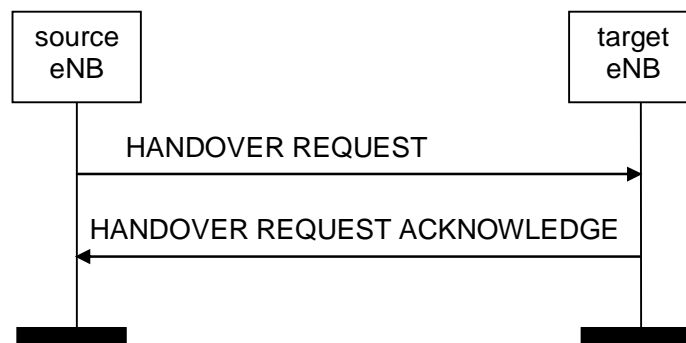 source
eNB
target
eNB
HANDOVER REQUEST
HANDOVER REQUEST ACKNOWLEDGE